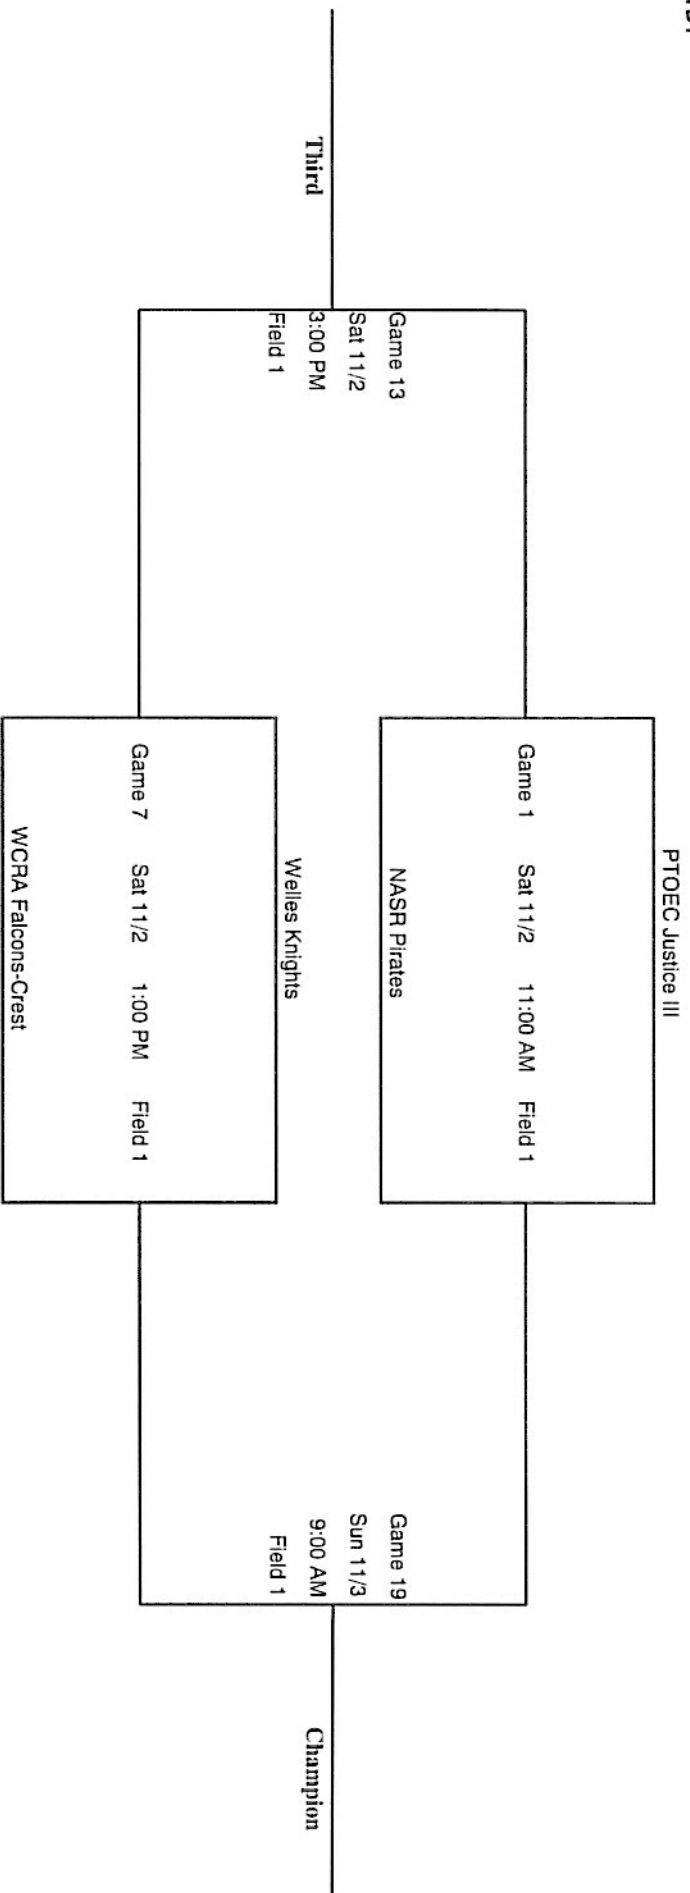 PTOEC Justice III
Game 1 Sat 11/2 11:00 AM Field 1
NASR Pirates
Game 13
Sat 11/2
3:00 PM
Field 1
Third
Game 19
Sun 11/3
9:00 AM
Field 1
Champion
Welles Knights
Game 7 Sat 11/2 1:00 PM Field 1
WCRA Falcons-Crest